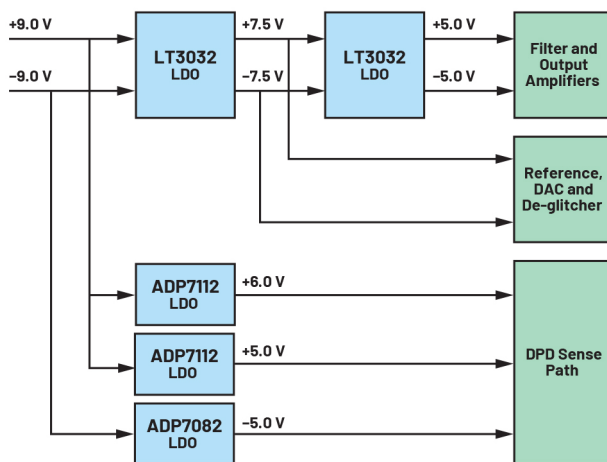 +9.0 V
–9.0 V
LT3032
LDO
+7.5 V
–7.5 V
LT3032
LDO
+5.0 V
–5.0 V
Filter and
Output
Amplifiers
Reference,
DAC and
De-glitcher
ADP7112
LDO
+6.0 V
ADP7112
LDO
+5.0 V
ADP7082
LDO
–5.0 V
DPD Sense
Path